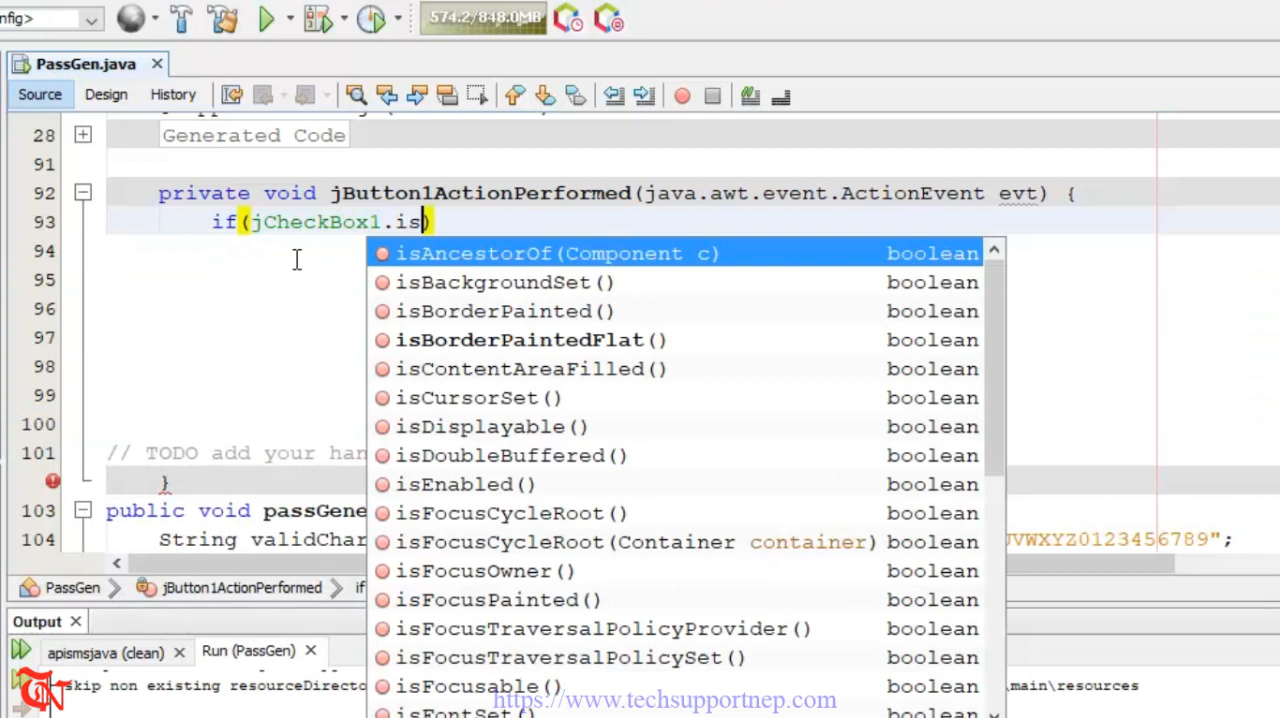 nfig>
574.2/848.0MB
PassGen.java
Source Design History
28 Generated Code
91
92 private void jButton1ActionPerformed(java.awt.event.ActionEvent evt) {
93 if(jCheckBox1.is)
94 isAncestorOf(Component c) boolean
95 isBackgroundSet() boolean
96 isBorderPainted() boolean
97 isBorderPaintedFlat() boolean
98 isContentAreaFilled() boolean
99 isCursorSet() boolean
100 isDisplayable() boolean
101 // TODO add your han isDoubleBuffered() boolean
} isEnabled() boolean
103 public void passGene isFocusCycleRoot() boolean
104 String validChar isFocusCycleRoot(Container container) boolean VWXYZ0123456789";
isFocusOwner() boolean
PassGen jButton1ActionPerformed if
isFocusPainted() boolean
Output
isFocusTraversalPolicyProvider() boolean
apismsjava (clean) Run (PassGen)
isFocusTraversalPolicySet() boolean
skip non existing resourceDirecto isFocusable() boolean \main\resources
https://www.techsupportnep.com
isFontSet() boolean